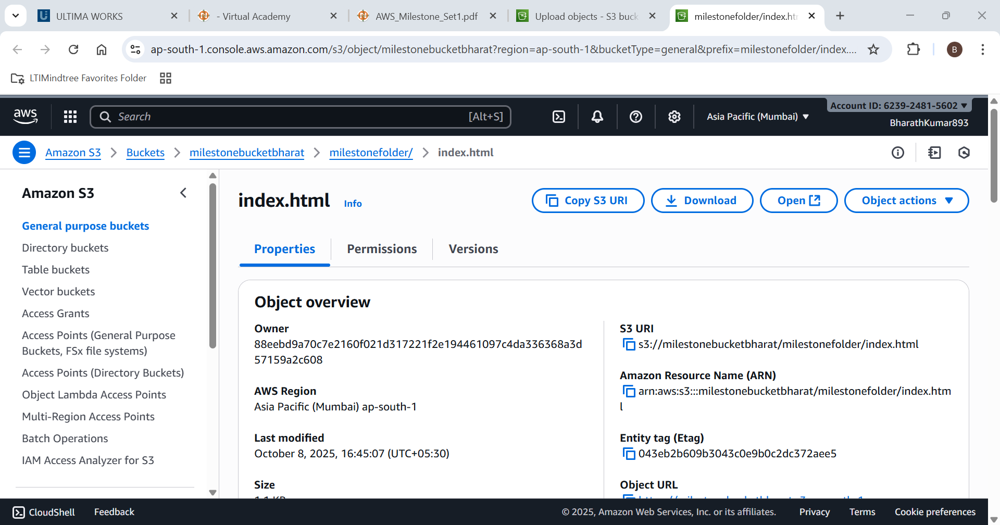 ULTIMA WORKS
- Virtual Academy
AWS_Milestone_Set1.pdf
Upload objects - S3 buck
milestonefolder/index.htm
ap-south-1.console.aws.amazon.com/s3/object/milestonebucketbharat?region=ap-south-1&bucketType=general&prefix=milestonefolder/index....
B
LTIMindtree Favorites Folder
aws
Search
[Alt+S]
Asia Pacific (Mumbai)
Account ID: 6239-2481-5602
BharathKumar893
Amazon S3
Buckets
milestonebucketbharat
milestonefolder/
index.html
Amazon S3
General purpose buckets
Directory buckets
Table buckets
Vector buckets
Access Grants
Access Points (General Purpose
Buckets, FSx file systems)
Access Points (Directory Buckets)
Object Lambda Access Points
Multi-Region Access Points
Batch Operations
IAM Access Analyzer for S3
index.html
Info
Copy S3 URI
Download
Open
Object actions
Properties
Permissions
Versions
Object overview
Owner
88eebd9a70c7e2160f021d317221f2e194461097c4da336368a3d
57159a2c608
AWS Region
Asia Pacific (Mumbai) ap-south-1
Last modified
October 8, 2025, 16:45:07 (UTC+05:30)
Size
S3 URI
s3://milestonebucketbharat/milestonefolder/index.html
Amazon Resource Name (ARN)
arn:aws:s3:::milestonebucketbharat/milestonefolder/index.htm
l
Entity tag (Etag)
043eb2b609b3043c0e9b0c2dc372aee5
Object URL
CloudShell
Feedback
© 2025, Amazon Web Services, Inc. or its affiliates.
Privacy
Terms
Cookie preferences